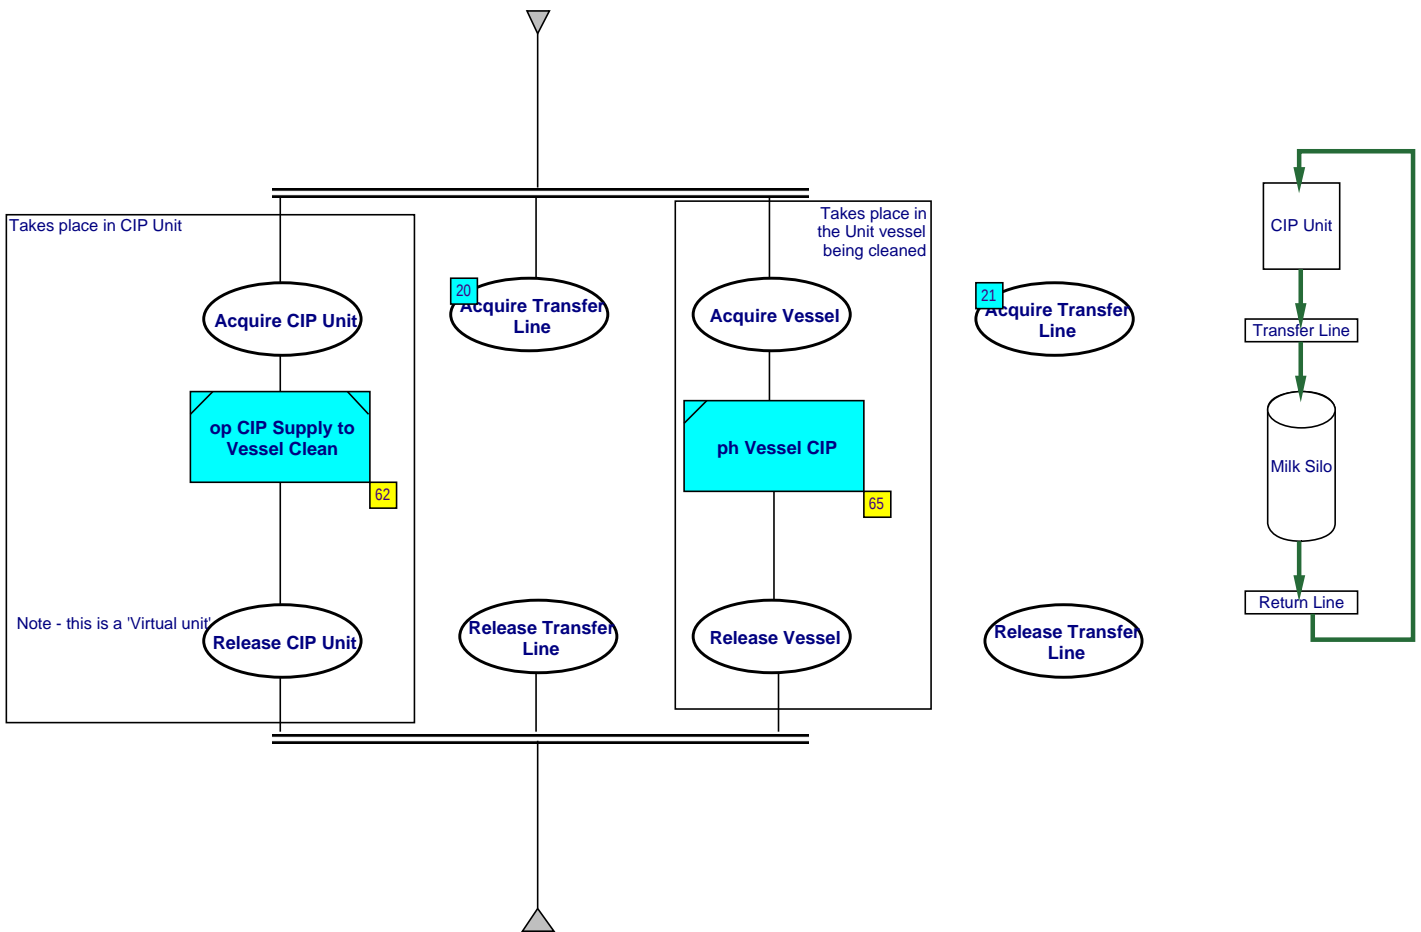 Takes place in CIP Unit
Takes place in
the Unit vessel
being cleaned
CIP Unit
20
21
Acquire CIP Unit
Acquire Transfer
Line
Acquire Vessel
Acquire Transfer
Line
Transfer Line
op CIP Supply to
Vessel Clean
ph Vessel CIP
Milk Silo
62
65
Return Line
Note - this is a 'Virtual unit'
Release CIP Unit
Release Transfer
Line
Release Vessel
Release Transfer
Line